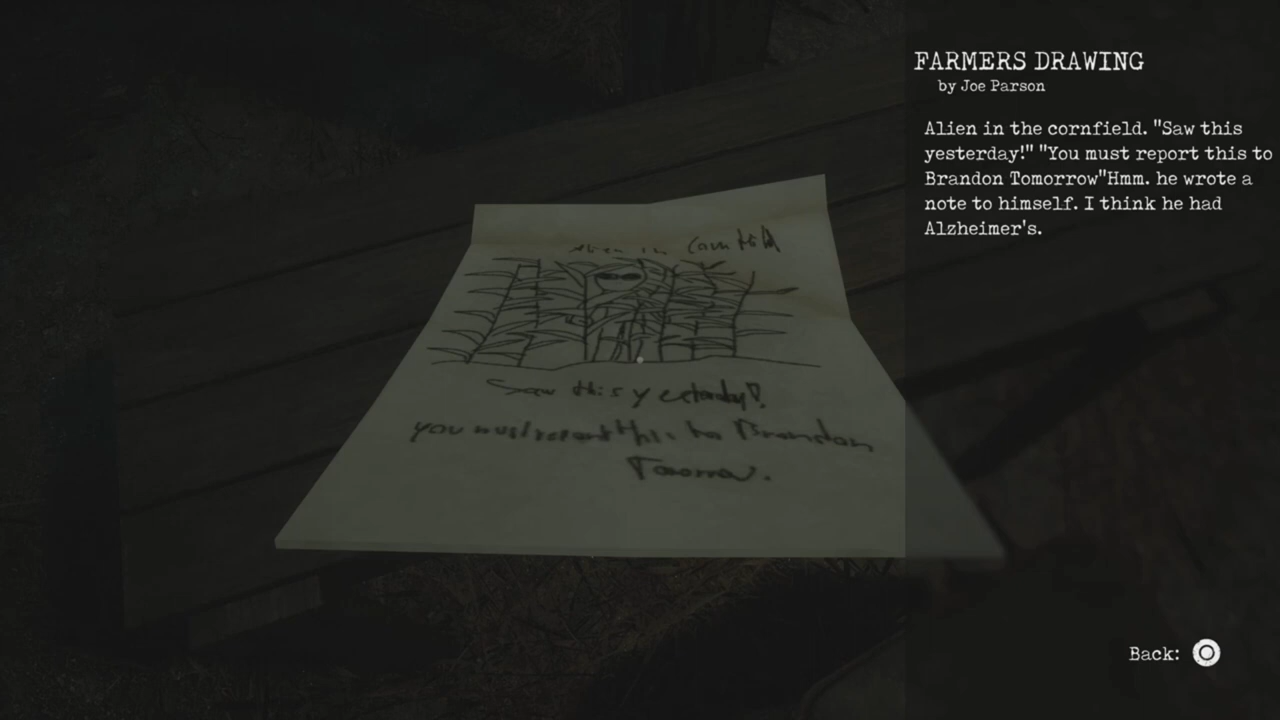 FARMERS DRAWING
by Joe Parson
Alien in the cornfield. "Saw this
yesterday!" "You must report this to
Brandon Tomorrow"Hmm. he wrote a
note to himself. I think he had
Alzheimer's.
Alien in
Saw this yesterday!
you must report this to Brandon
Back: